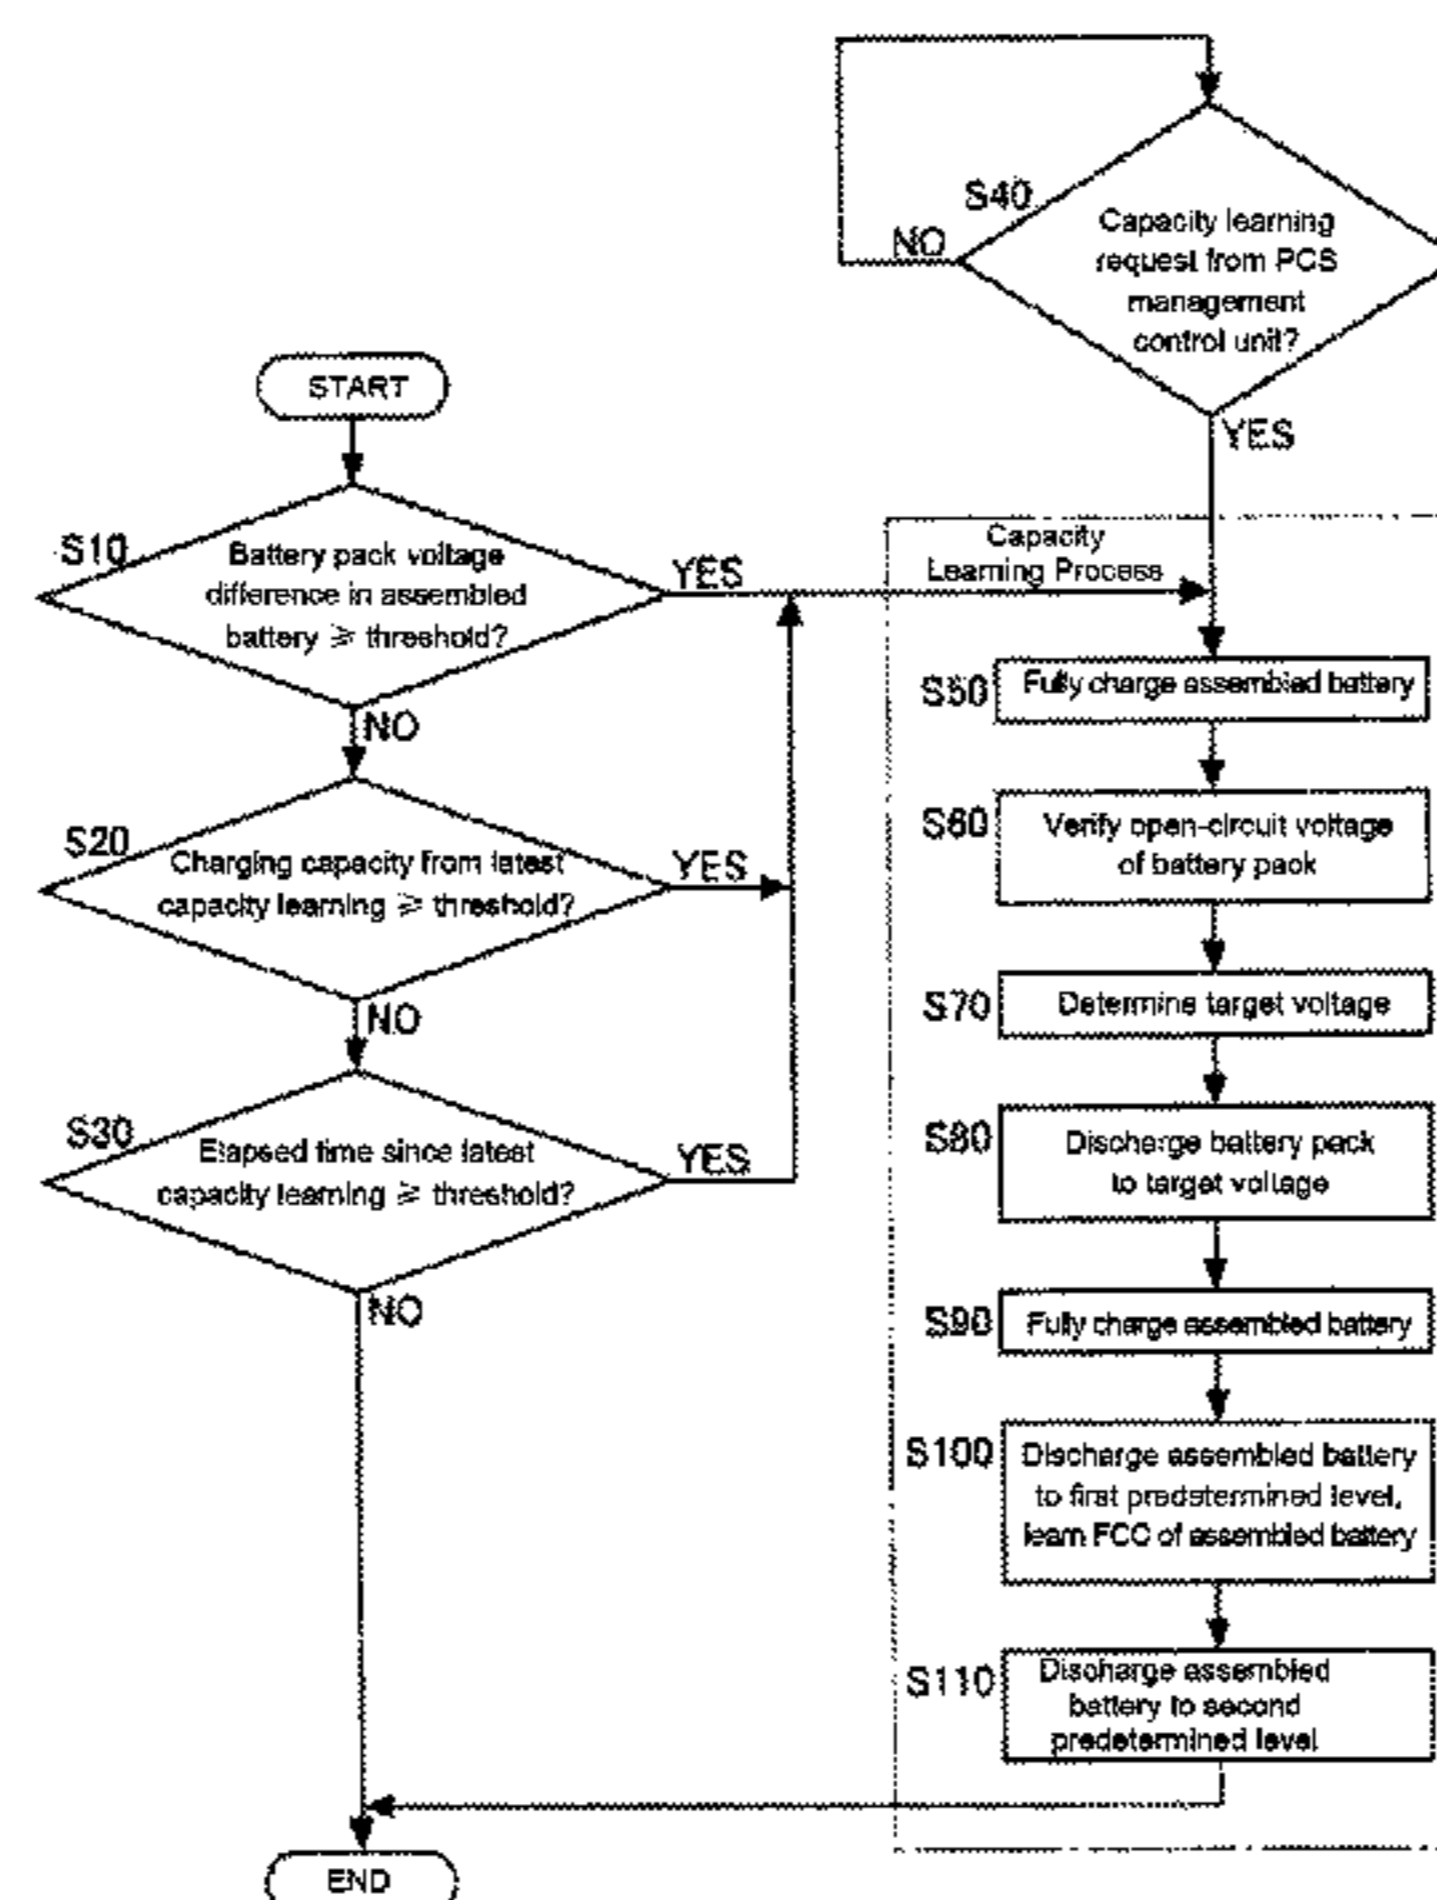 S40
Capacity learning
request from PCS
management
control unit?
NO
YES
START
S10
Battery pack voltage
difference in assembled
battery ≥ threshold?
YES
NO
S20
Charging capacity from latest
capacity learning ≥ threshold?
YES
NO
S30
Elapsed time since latest
capacity learning ≥ threshold?
YES
NO
Capacity
Learning Process
S50
Fully charge assembled battery
S60
Verify open-circuit voltage
of battery pack
S70
Determine target voltage
S80
Discharge battery pack
to target voltage
S90
Fully charge assembled battery
S100
Discharge assembled battery
to first predetermined level,
learn FCC of assembled battery
S110
Discharge assembled
battery to second
predetermined level
END